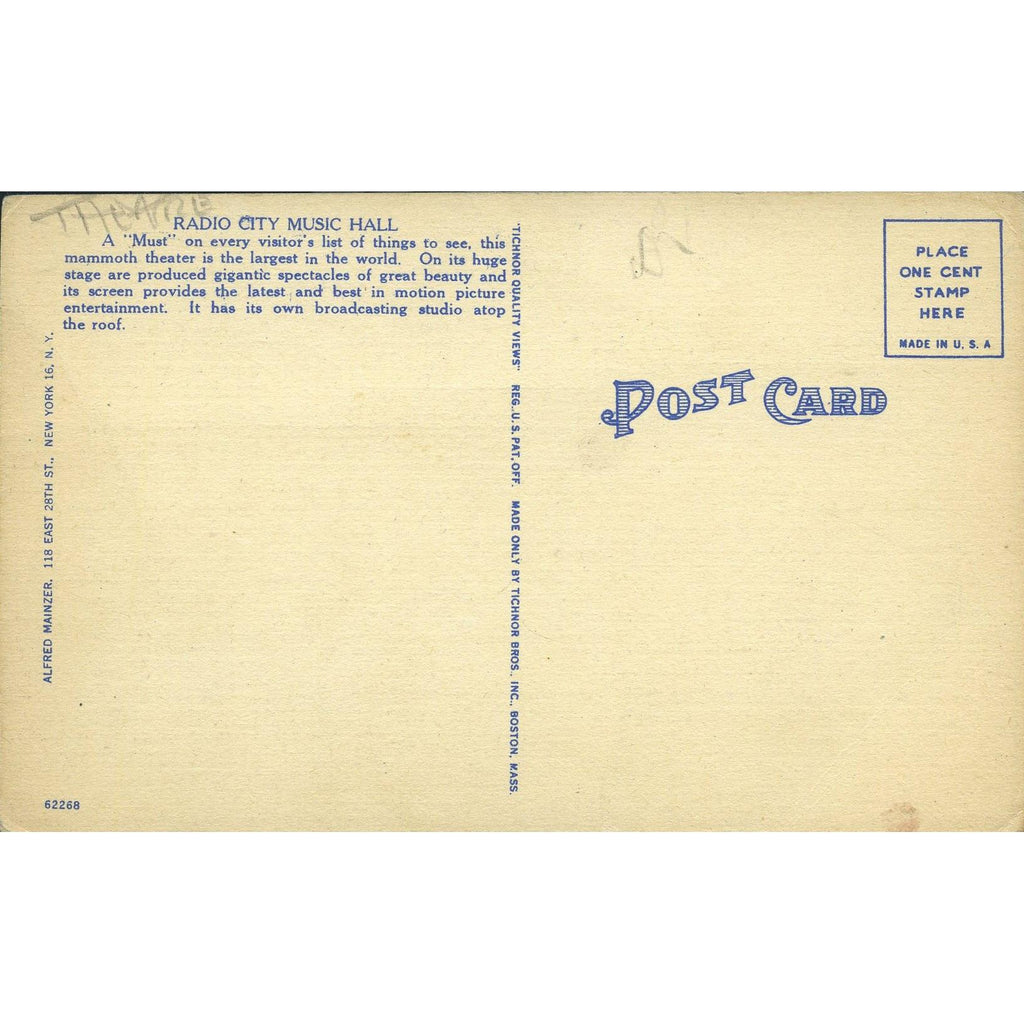 THEATRE
RADIO CITY MUSIC HALL
A "Must" on every visitor's list of things to see, this
mammoth theater is the largest in the world. On its huge
stage are produced gigantic spectacles of great beauty and
its screen provides the latest and best in motion picture
entertainment. It has its own broadcasting studio atop
the roof.
ALFRED MAINZER, 118 EAST 28TH ST., NEW YORK 16, N. Y.
62268
"TICHNOR QUALITY VIEWS" REG. U. S. PAT. OFF. MADE ONLY BY TICHNOR BROS., INC., BOSTON, MASS.
POST CARD
PLACE
ONE CENT
STAMP
HERE
MADE IN U. S. A